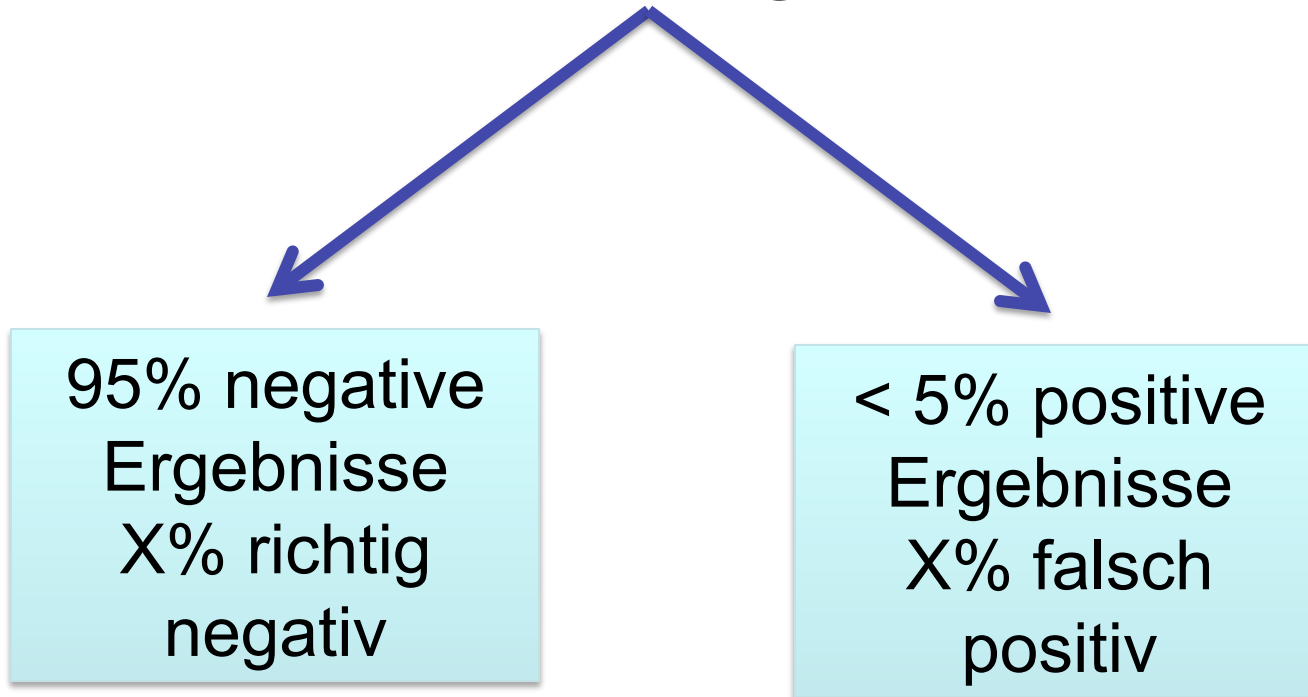 95% negative
Ergebnisse
X% richtig
negativ
< 5% positive
Ergebnisse
X% falsch
positiv